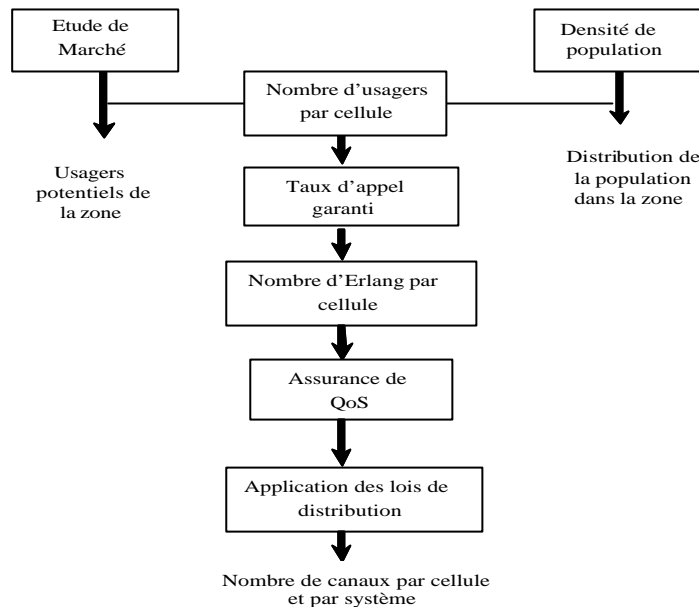 Etude de
Marché
Densité de
population
Nombre d’usagers
par cellule
Usagers
potentiels de
la zone
Distribution de
la population
dans la zone
Taux d’appel
garanti
Nombre d’Erlang par
cellule
Assurance de
QoS
Application des lois de
distribution
Nombre de canaux par cellule
et par système